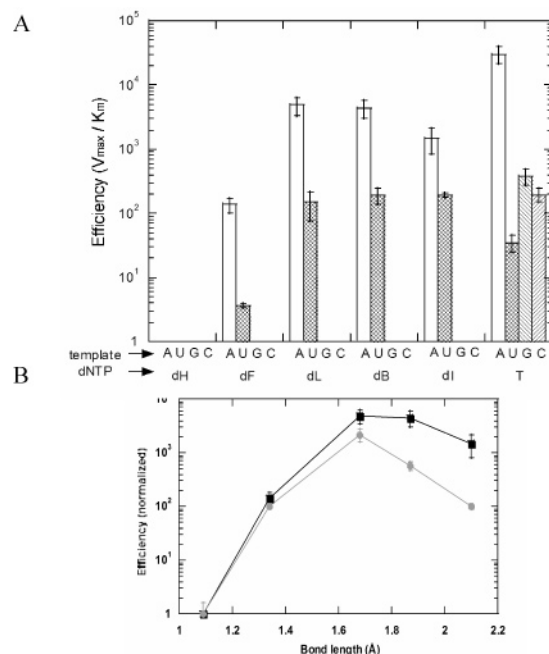 A
Efficiency (Vmax / Km)
10^5
10^4
10^3
10^2
10^1
1
template A U G C A U G C A U G C A U G C A U G C A U G C
dNTP dH dF dL dB dI T
B
Efficiency (normalized)
10
10^3
10^2
10^1
1
1 1.2 1.4 1.6 1.8 2 2.2
Bond length (Å)